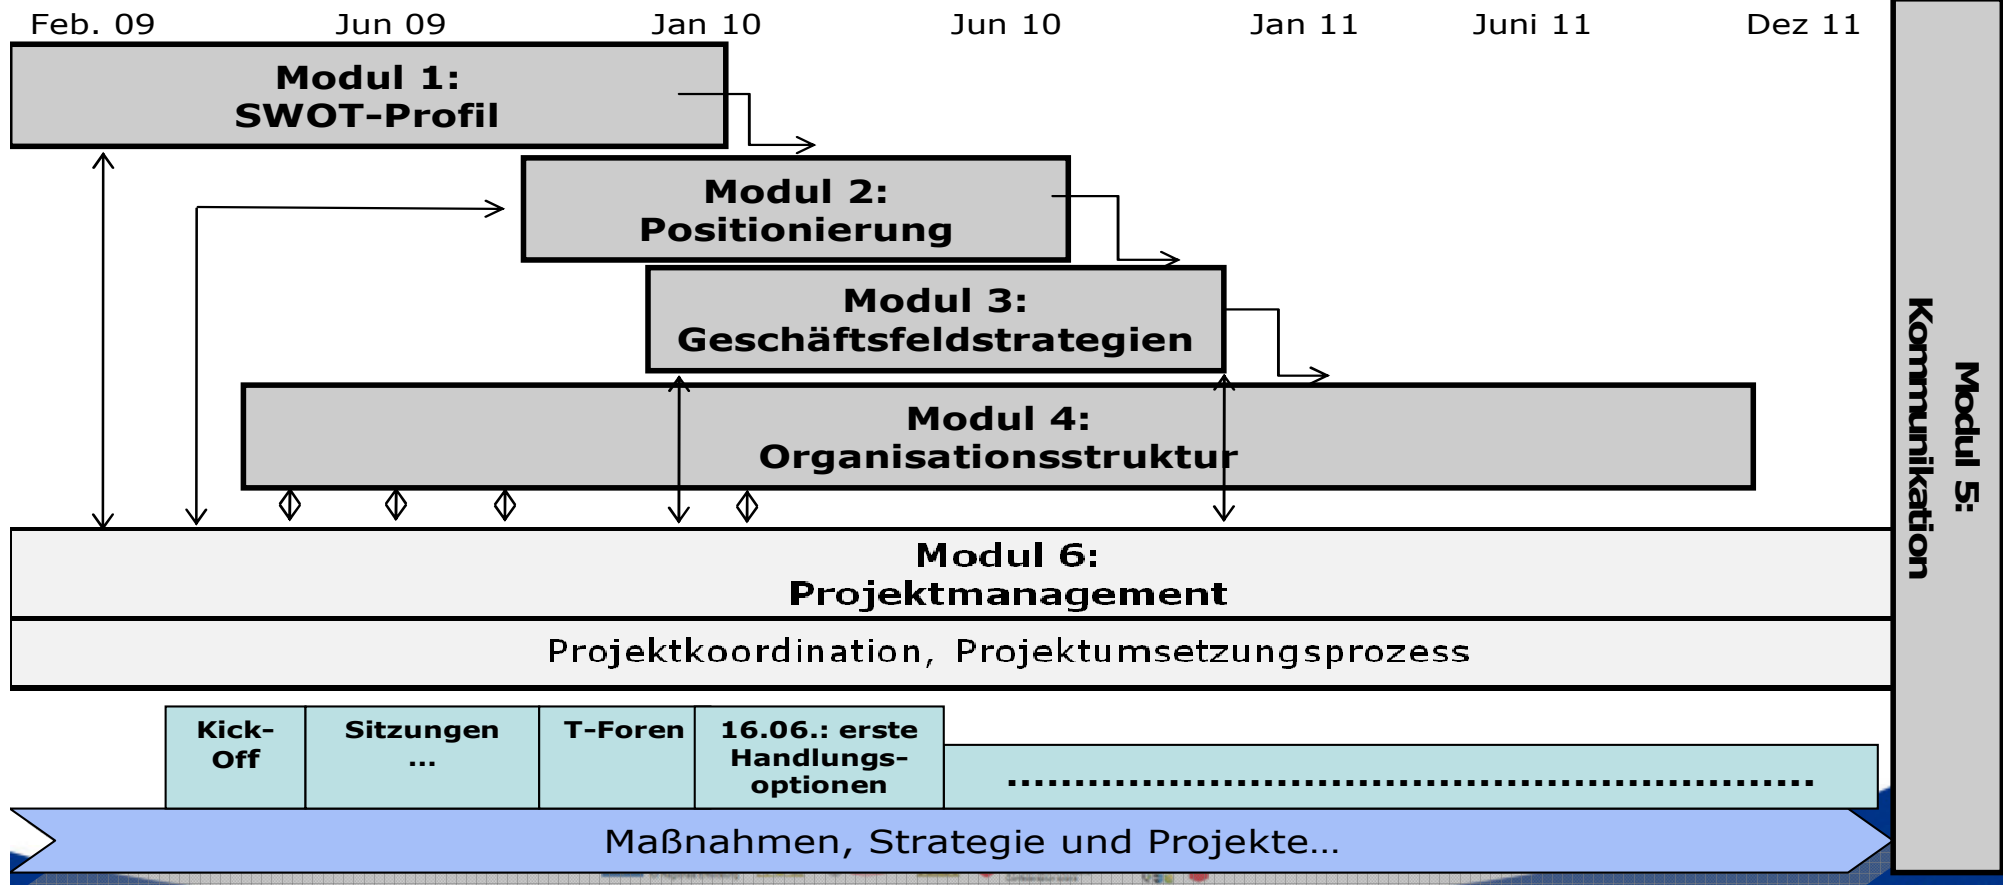 Feb. 09 Jun 09 Jan 10 Jun 10 Jan 11 Juni 11 Dez 11
Modul 1:
SWOT-Profil
Modul 2:
Positionierung
Modul 3:
Geschäftsfeldstrategien
Modul 4:
Organisationsstruktur
Modul 5:
Kommunikation
Modul 6:
Projektmanagement
Projektkoordination, Projektumsetzungsprozess
Kick-
Off
Sitzungen
...
T-Foren
16.06.: erste
Handlungs-
optionen
............................................................
Maßnahmen, Strategie und Projekte...